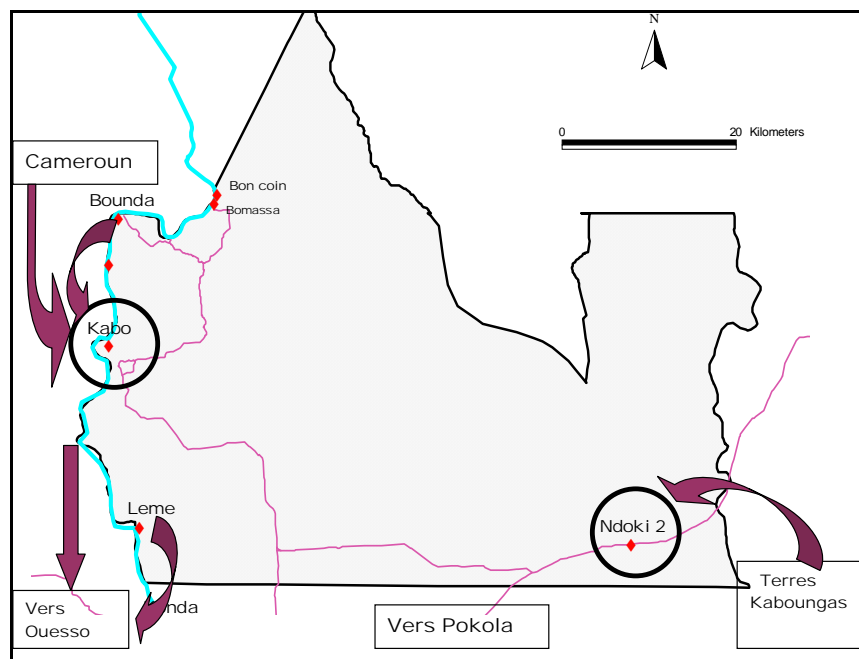 N
0 20 Kilometers
Cameroun
Bon coin
Bounda
Bomassa
Kabo
Leme
Ndoki 2
Terres
Kaboungas
Vers
Ouesso
nda
Vers Pokola